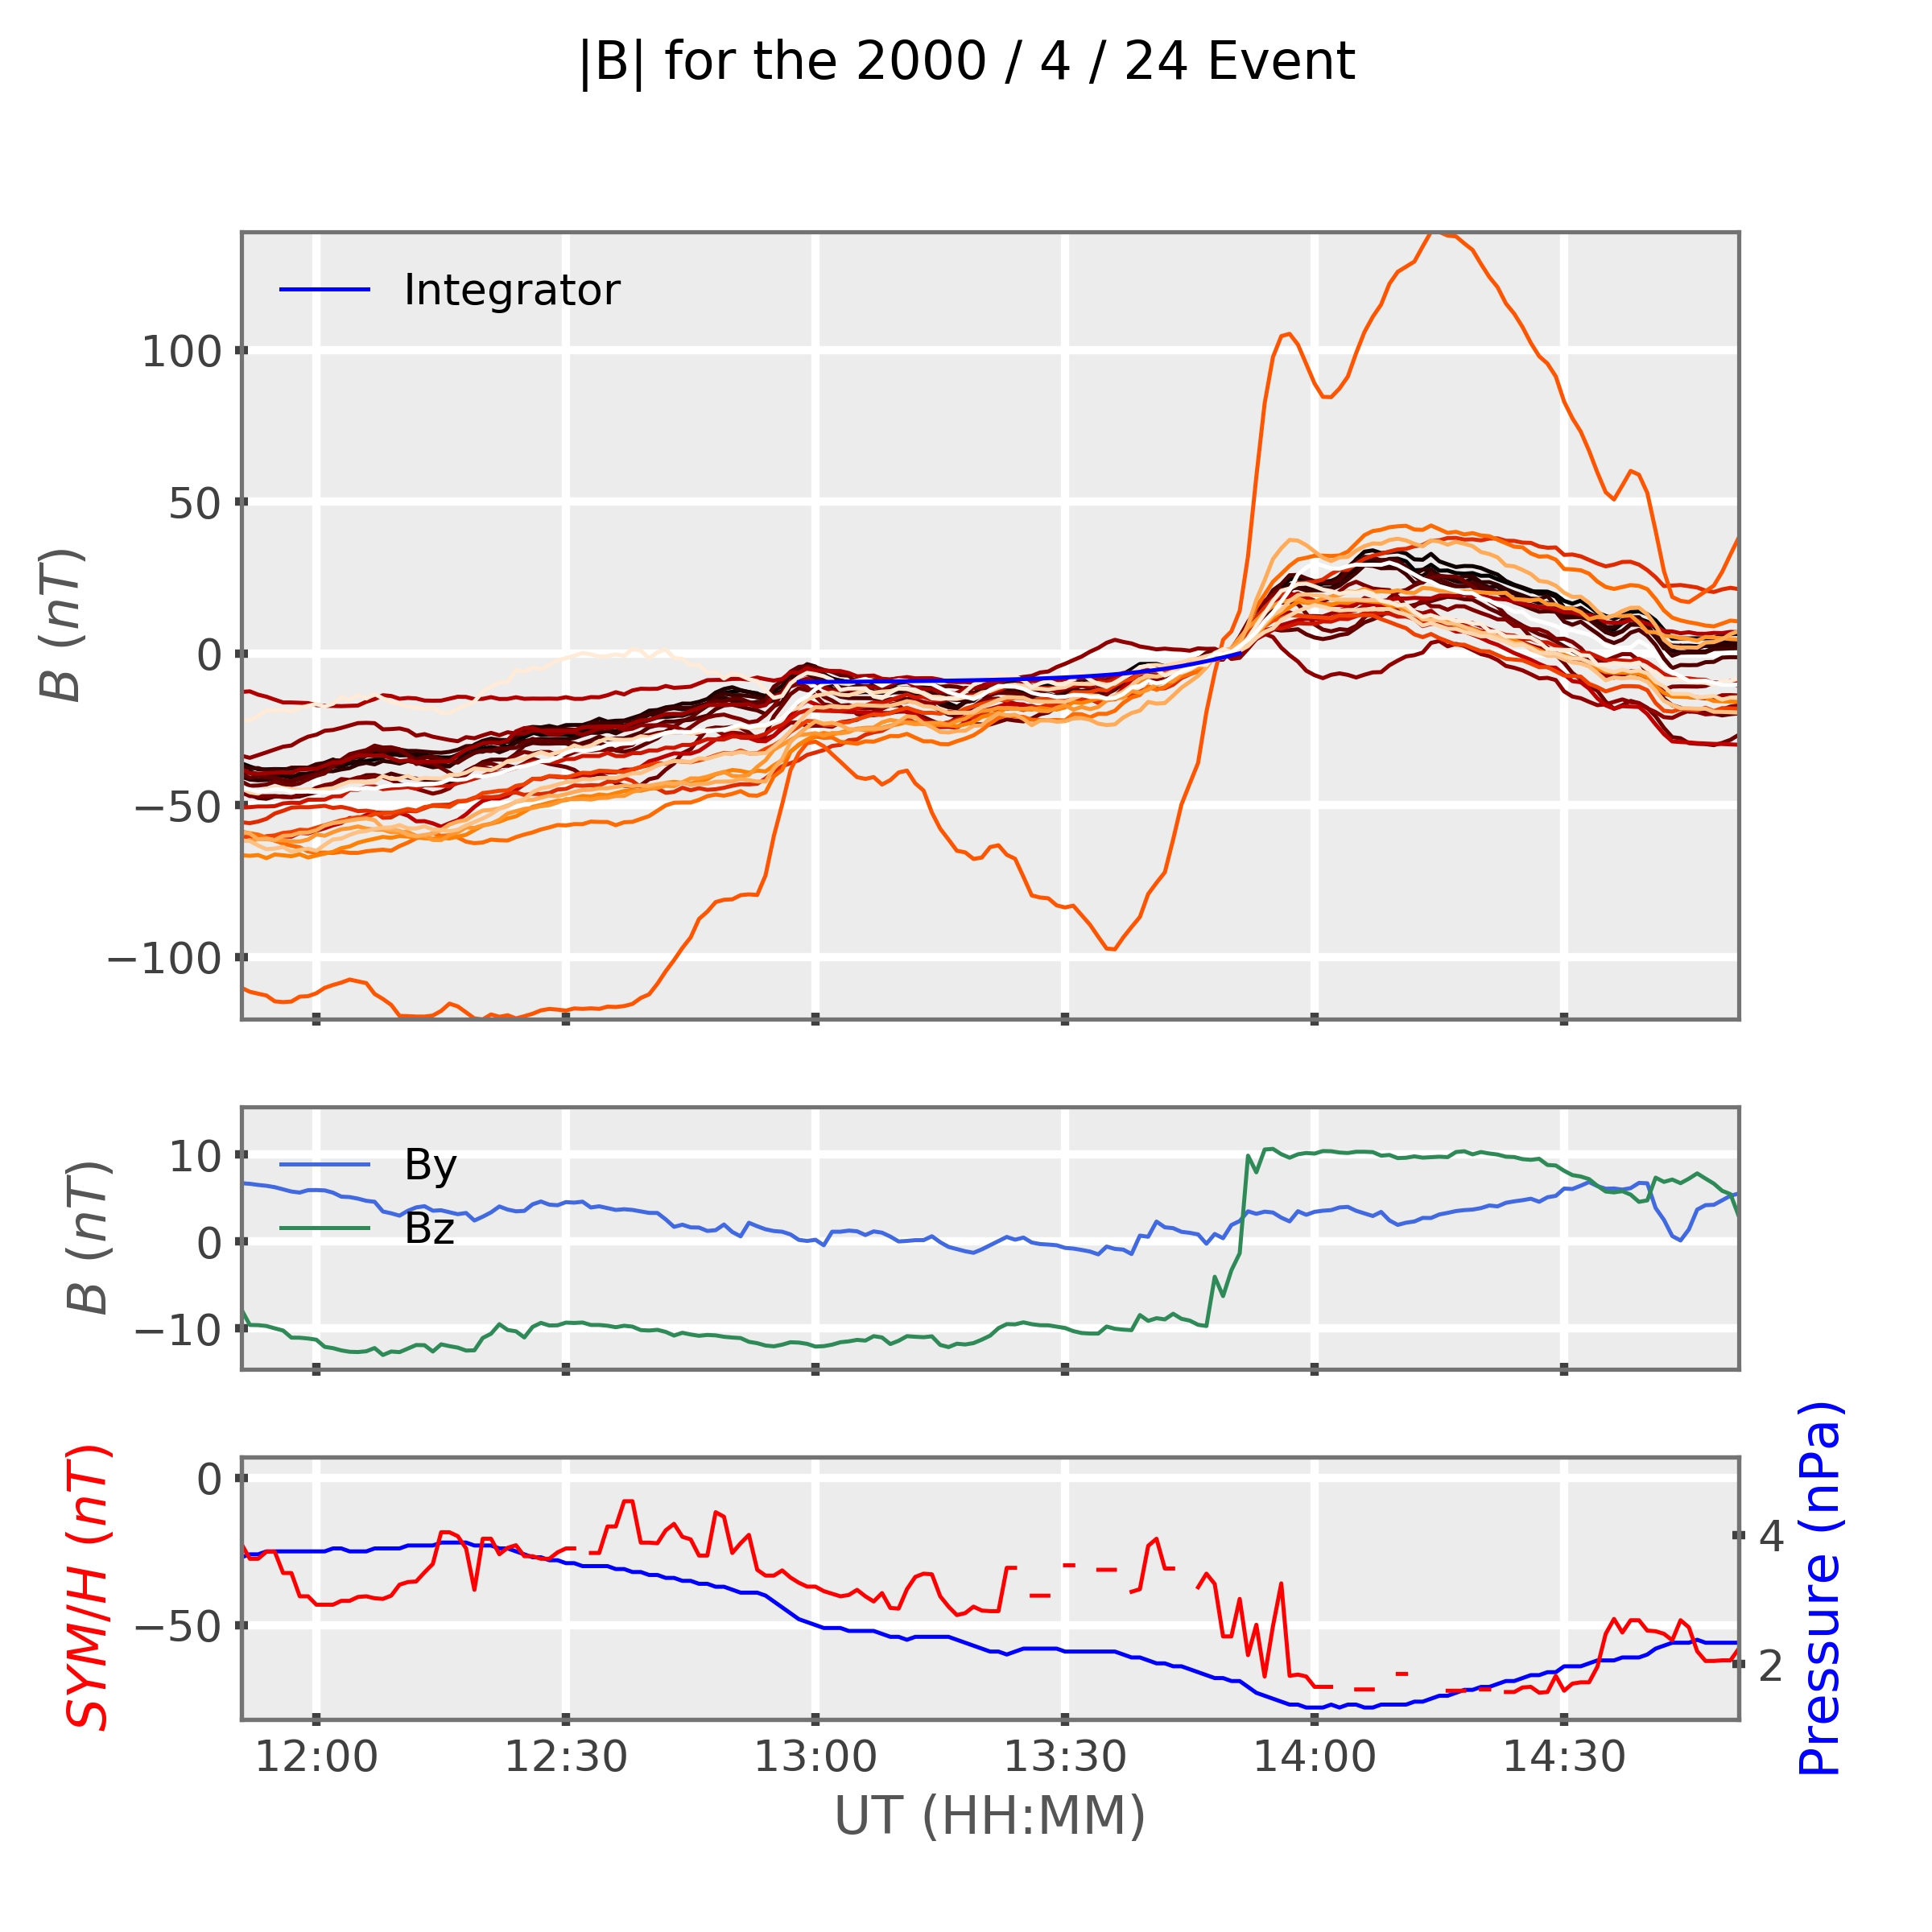 |B| for the 2000 / 4 / 24 Event
B (nT)
Integrator
100
50
0
−50
−100
B (nT)
By
Bz
10
0
−10
SYM/H (nT)
0
−50
4
2
Pressure (nPa)
12:00 12:30 13:00 13:30 14:00 14:30
UT (HH:MM)